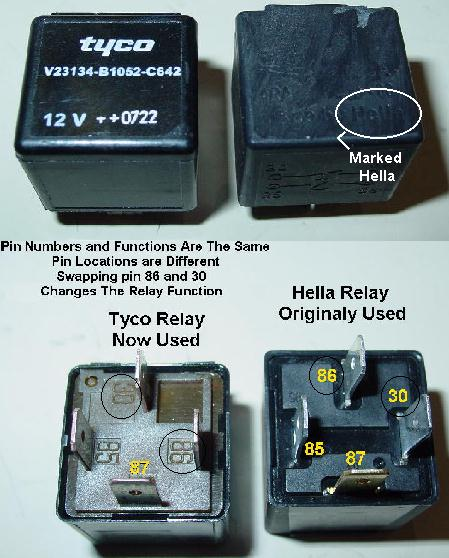 tyco
V23134-B1052-C642
12 V ++0722
Hella
Marked
Hella
Pin Numbers and Functions Are The Same
Pin Locations are Different
Swapping pin 86 and 30
Changes The Relay Function
Hella Relay
Originaly Used
Tyco Relay
Now Used
30
86
85
87
86
30
85
87